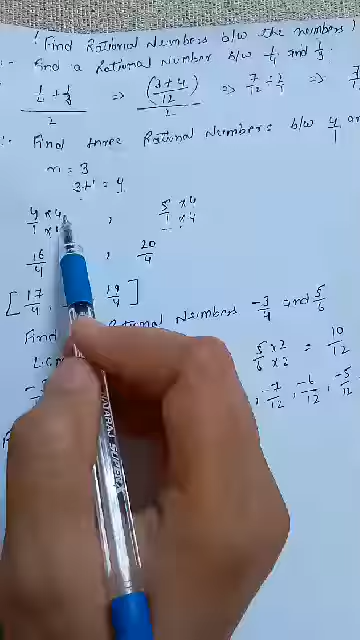 ! Find Rational Numbers b/w the numbers )
:- Find a Rational Number b/w 1/4 and 1/3
(1/4 + 1/3)/2 => ((3+4)/12)/2 => 7/12 ÷ 2/1 => 7/
:- Find three Rational Numbers b/w 4/1
n = 3
3+1 = 4
4/1 ×4/×4 , 5/1 ×4/×4
16/4 , 20/4
[17/4, 19/4]
Find Rational Numbers -3/4 and 5/6
L.C.M 5/6 ×2/×2 = 10/12
, -7/12, -6/12, -5/12
NATARAJ SUPERIA